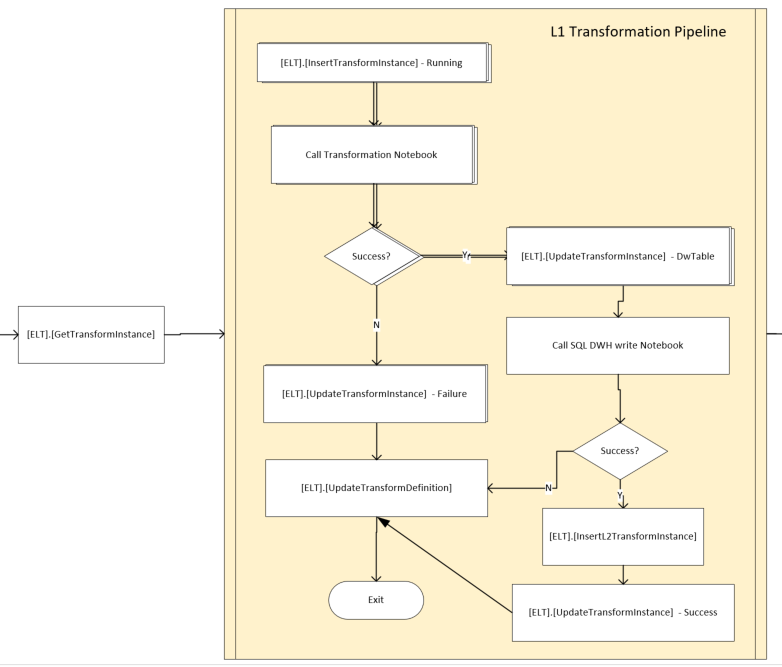 L1 Transformation Pipeline
[ELT].[InsertTransformInstance] - Running
Call Transformation Notebook
Success?
Y
[ELT].[UpdateTransformInstance]  - DwTable
N
[ELT].[GetTransformInstance]
Call SQL DWH write Notebook
[ELT].[UpdateTransformInstance]  - Failure
Success?
[ELT].[UpdateTransformDefinition]
N
Y
[ELT].[InsertL2TransformInstance]
Exit
[ELT].[UpdateTransformInstance]  - Success